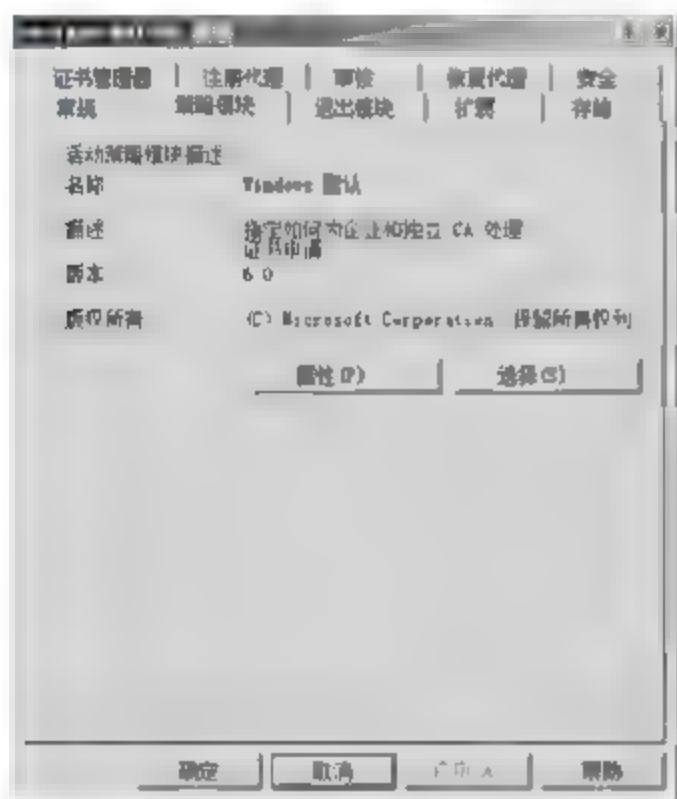 证书管理器 注册代理 审核 恢复代理 安全
常规 策略模块 退出模块 扩展 存储
活动策略模块描述
名称 Windows 默认
描述 指定如何为企业和独立 CA 处理
证书申请
版本 6.0
版权所有 (C) Microsoft Corporation 保留所有权利
属性(P) 选择(S)
确定 取消 帮助